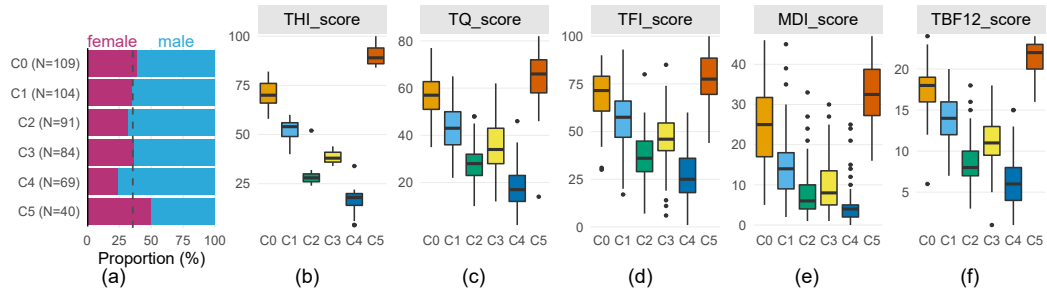 female male
C0 (N=109)
C1 (N=104)
C2 (N=91)
C3 (N=84)
C4 (N=69)
C5 (N=40)
0 25 50 75 100
Proportion (%)
(a)
THI_score
100
75
50
25
C0 C1 C2 C3 C4 C5
(b)
TQ_score
80
60
40
20
C0 C1 C2 C3 C4 C5
(c)
TFI_score
100
75
50
25
0
C0 C1 C2 C3 C4 C5
(d)
MDI_score
40
30
20
10
0
C0 C1 C2 C3 C4 C5
(e)
TBF12_score
20
15
10
5
C0 C1 C2 C3 C4 C5
(f)